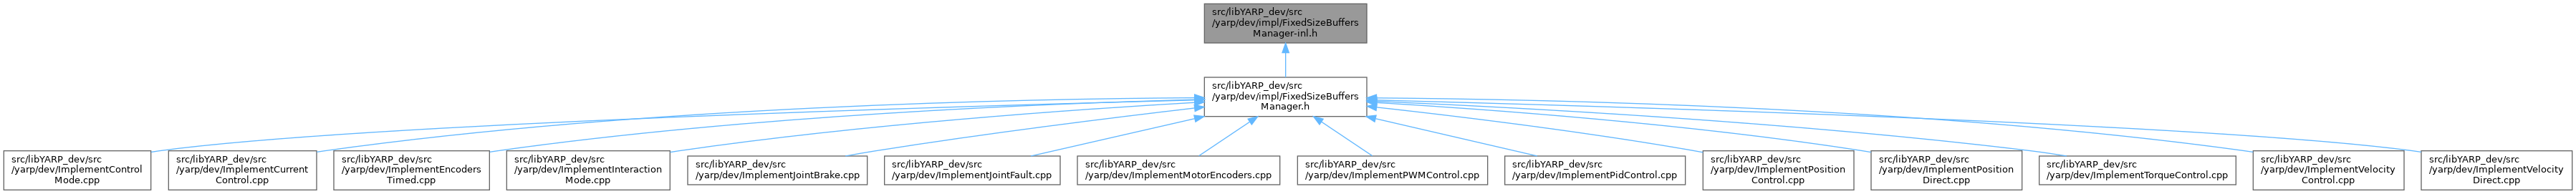 src/libYARP_dev/src
/yarp/dev/impl/FixedSizeBuffers
Manager-inl.h
src/libYARP_dev/src
/yarp/dev/impl/FixedSizeBuffers
Manager.h
src/libYARP_dev/src
/yarp/dev/ImplementControl
Mode.cpp
src/libYARP_dev/src
/yarp/dev/ImplementCurrent
Control.cpp
src/libYARP_dev/src
/yarp/dev/ImplementEncoders
Timed.cpp
src/libYARP_dev/src
/yarp/dev/ImplementInteraction
Mode.cpp
src/libYARP_dev/src
/yarp/dev/ImplementJointBrake.cpp
src/libYARP_dev/src
/yarp/dev/ImplementJointFault.cpp
src/libYARP_dev/src
/yarp/dev/ImplementMotorEncoders.cpp
src/libYARP_dev/src
/yarp/dev/ImplementPWMControl.cpp
src/libYARP_dev/src
/yarp/dev/ImplementPidControl.cpp
src/libYARP_dev/src
/yarp/dev/ImplementPosition
Control.cpp
src/libYARP_dev/src
/yarp/dev/ImplementPosition
Direct.cpp
src/libYARP_dev/src
/yarp/dev/ImplementTorqueControl.cpp
src/libYARP_dev/src
/yarp/dev/ImplementVelocity
Control.cpp
src/libYARP_dev/src
/yarp/dev/ImplementVelocity
Direct.cpp